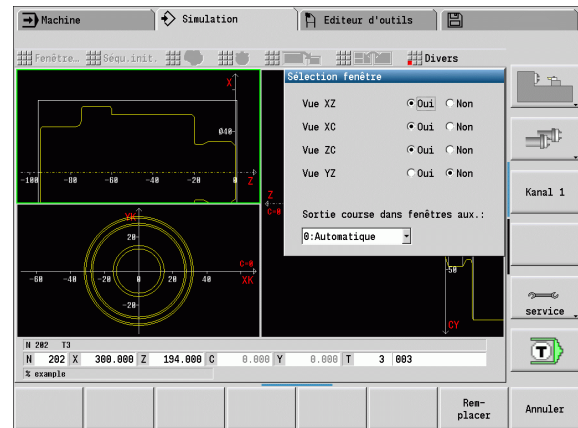 Machine
Simulation
Editeur d'outils
Fenêtre…
Séqu.init.
Divers
Sélection fenêtre
Vue XZ Oui Non
Vue XC Oui Non
Vue ZC Oui Non
Vue YZ Oui Non
Sortie course dans fenêtres aux.:
0:Automatique
X
Ø40-
-100 -80 -60 -40 -20 0 Z
Z
C+0
YK
20-
C+0
-60 -40 -20 0 20 40 XK
-20-
-50
CY
Kanal 1
service
T
N 202 T3
N 202 X 300.000 Z 194.000 C 0.000 Y 0.000 T 3 003
% example
Rem-
placer
Annuler